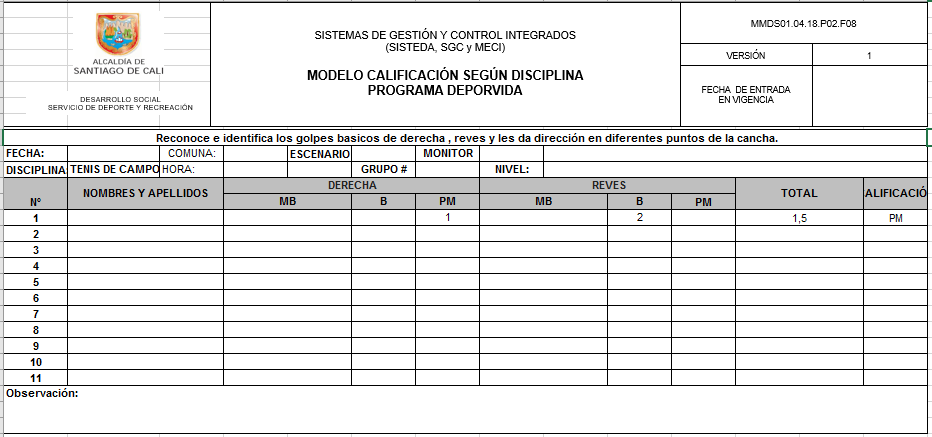 ALCALDÍA DE
SANTIAGO DE CALI
DESARROLLO SOCIAL
SERVICIO DE DEPORTE Y RECREACIÓN
SISTEMAS DE GESTIÓN Y CONTROL INTEGRADOS
(SISTEDA, SGC y MECI)
MODELO CALIFICACIÓN SEGÚN DISCIPLINA
PROGRAMA DEPORVIDA
MMDS01.04.18.P02.F08
VERSIÓN 1
FECHA DE ENTRADA
EN VIGENCIA
Reconoce e identifica los golpes basicos de derecha , reves y les da dirección en diferentes puntos de la cancha.
FECHA: COMUNA: ESCENARIO MONITOR
DISCIPLINA: TENIS DE CAMPO HORA: GRUPO # NIVEL:
Nº NOMBRES Y APELLIDOS DERECHA REVES TOTAL ALIFICACIÓ
MB B PM MB B PM
1 1 2 1,5 PM
2
3
4
5
6
7
8
9
10
11
Observación: